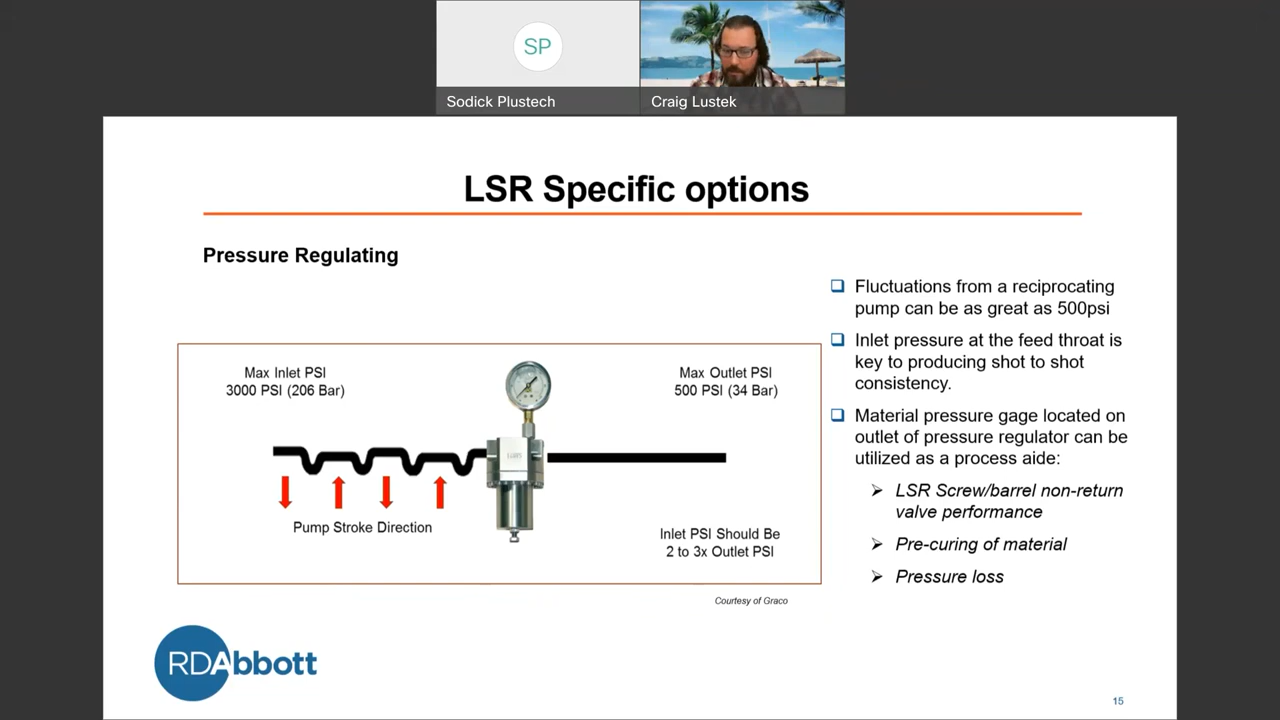 SP
Sodick Plustech
Craig Lustek
LSR Specific options
Pressure Regulating
Max Inlet PSI
3000 PSI (206 Bar)
Max Outlet PSI
500 PSI (34 Bar)
Pump Stroke Direction
Inlet PSI Should Be
2 to 3x Outlet PSI
Courtesy of Graco
Fluctuations from a reciprocating
pump can be as great as 500psi
Inlet pressure at the feed throat is
key to producing shot to shot
consistency.
Material pressure gage located on
outlet of pressure regulator can be
utilized as a process aide:
LSR Screw/barrel non-return
valve performance
Pre-curing of material
Pressure loss
RDAbbott
15